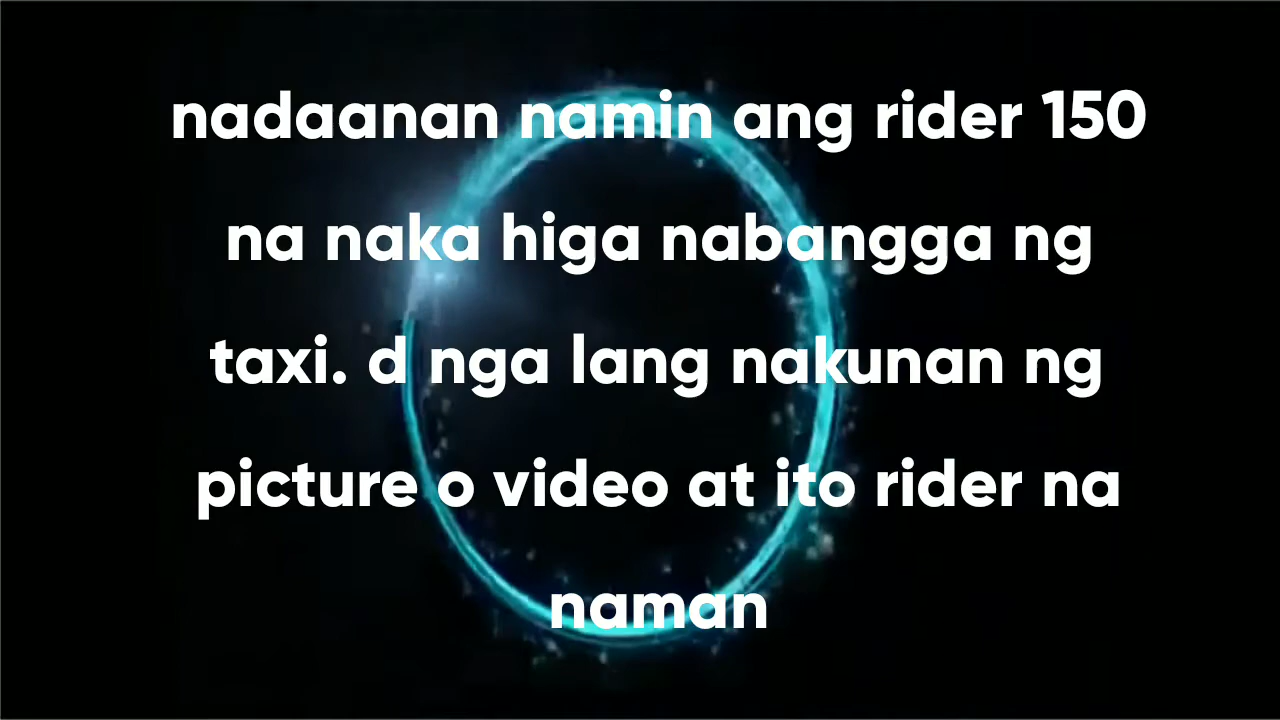 nadaanan namin ang rider 150
na naka higa nabangga ng
taxi. d nga lang nakunan ng
picture o video at ito rider na
naman